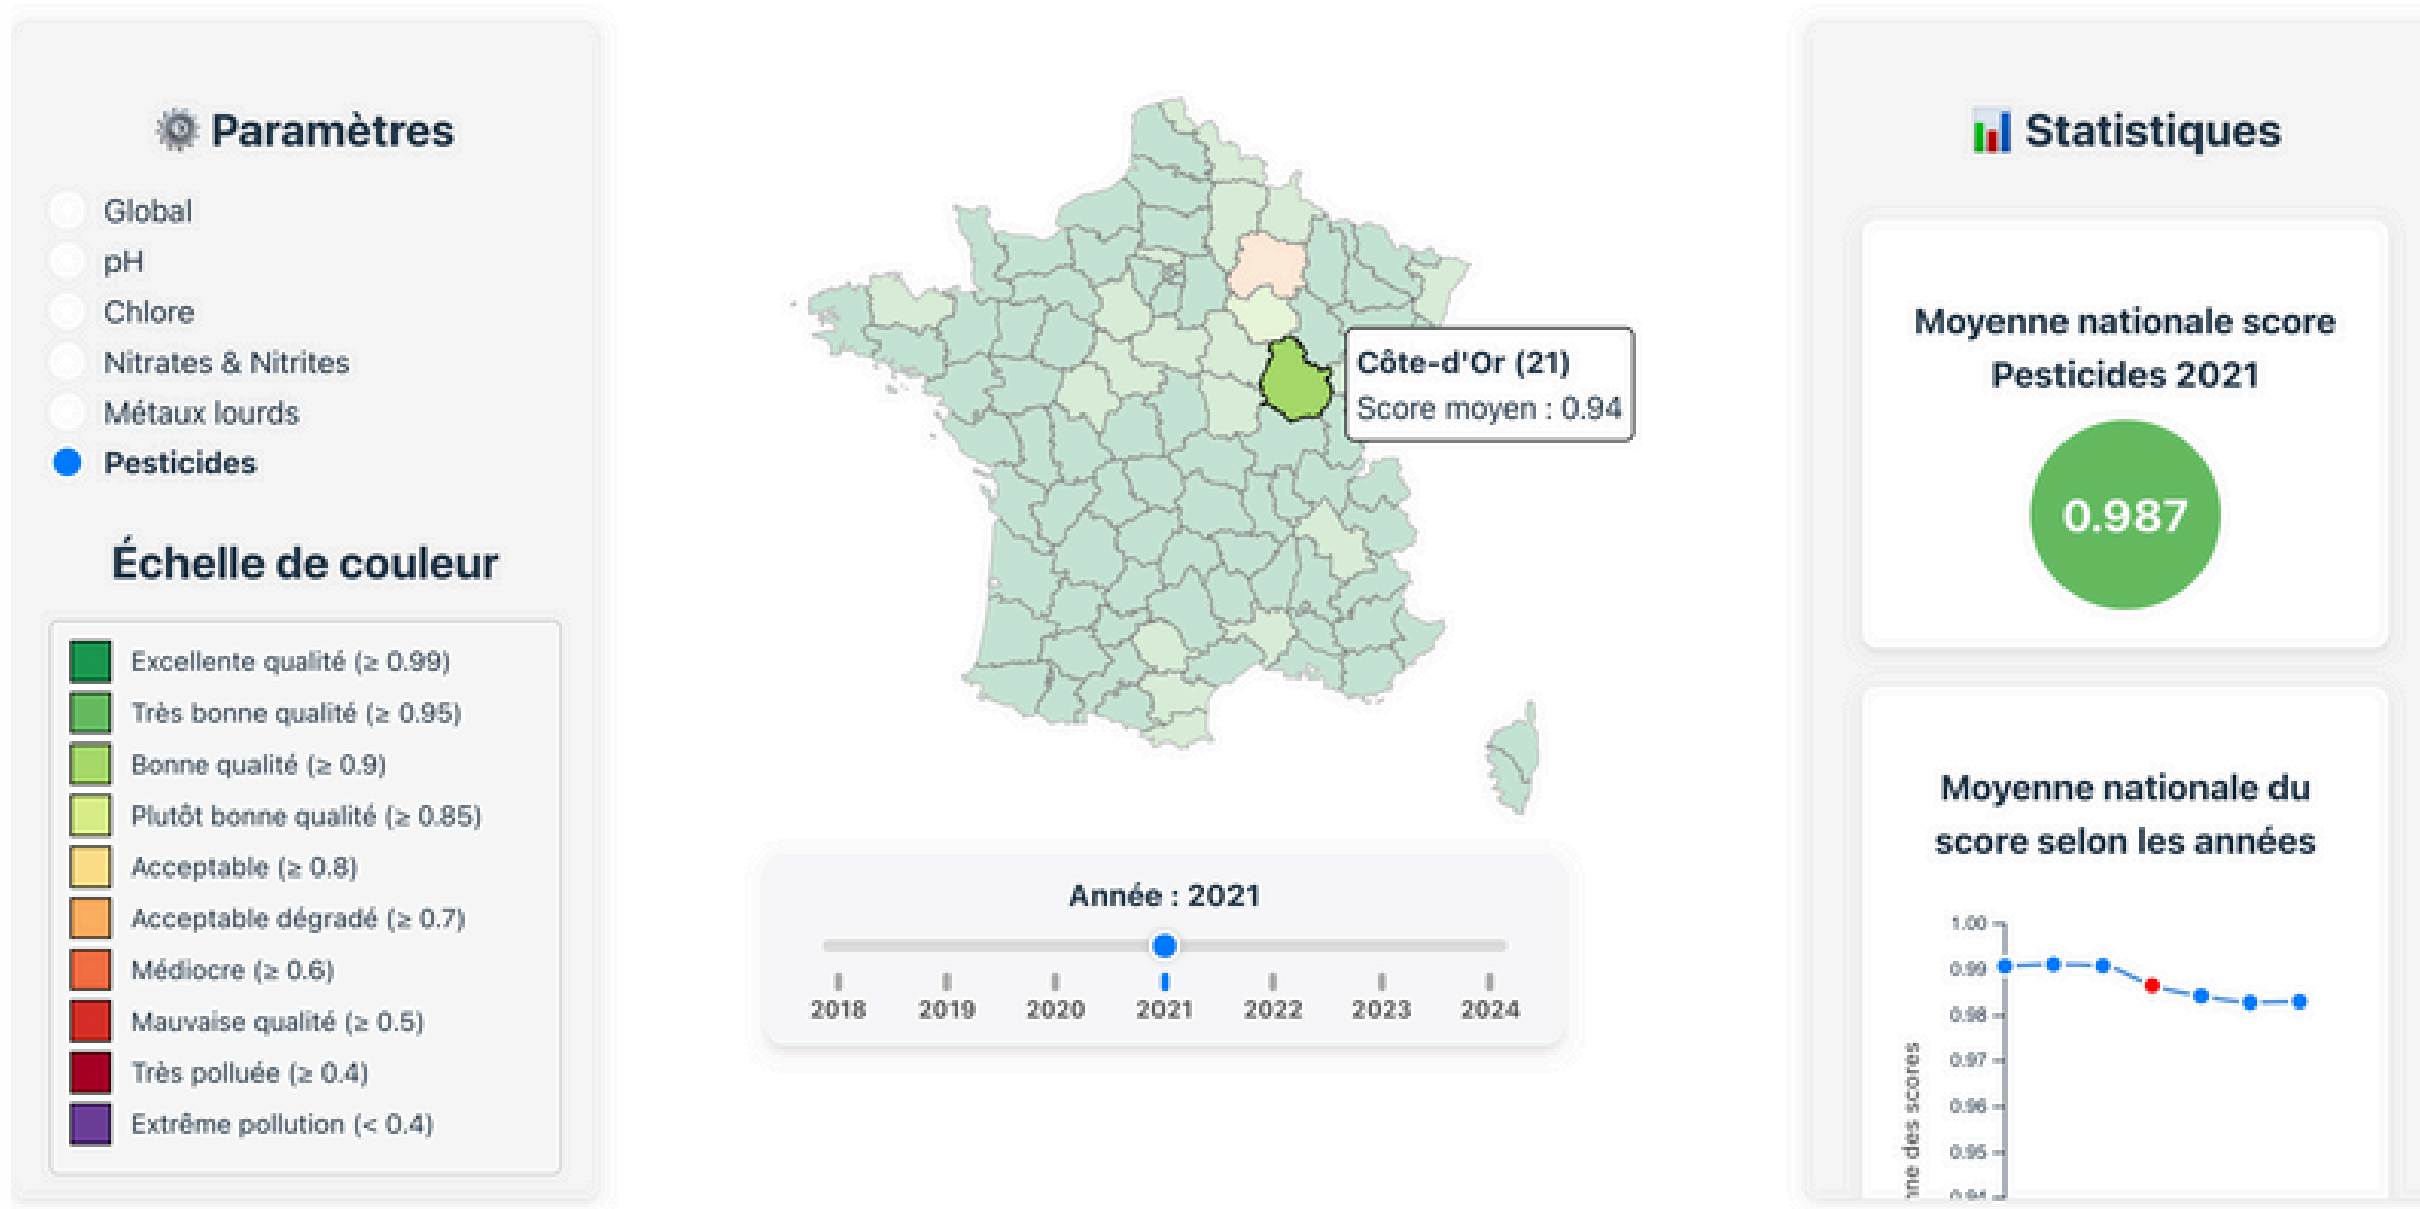 Paramètres
Global
pH
Chlore
Nitrates & Nitrites
Métaux lourds
Pesticides
Échelle de couleur
Excellente qualité (≥ 0.99)
Très bonne qualité (≥ 0.95)
Bonne qualité (≥ 0.9)
Plutôt bonne qualité (≥ 0.85)
Acceptable (≥ 0.8)
Acceptable dégradé (≥ 0.7)
Médiocre (≥ 0.6)
Mauvaise qualité (≥ 0.5)
Très polluée (≥ 0.4)
Extrême pollution (< 0.4)
Côte-d'Or (21)
Score moyen : 0.94
Année : 2021
2018 2019 2020 2021 2022 2023 2024
Statistiques
Moyenne nationale score
Pesticides 2021
0.987
Moyenne nationale du
score selon les années
1.00
0.99
0.98
0.97
0.96
0.95
0.94
des scores